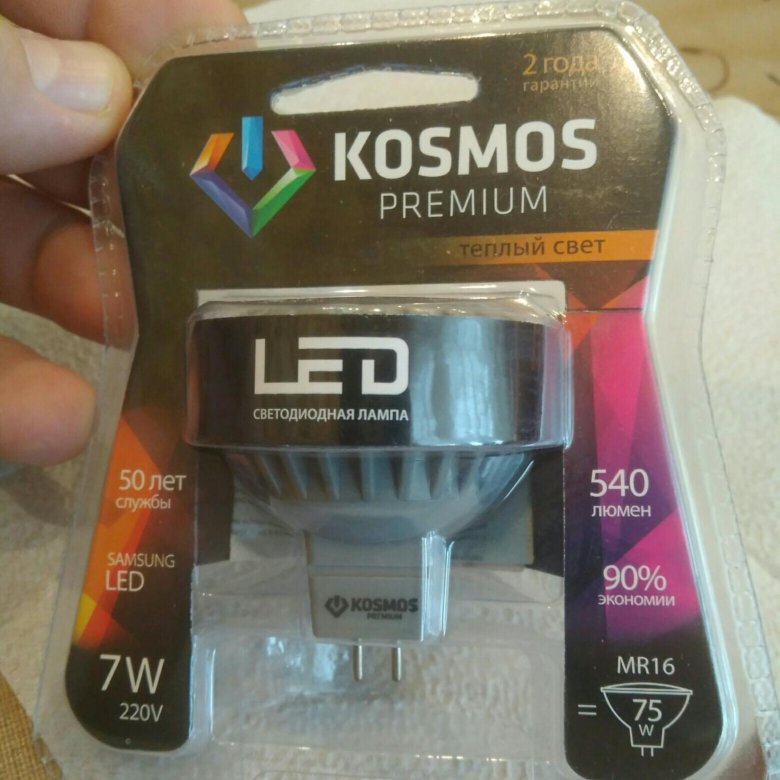 2 года
гарантии
KOSMOS
PREMIUM
теплый свет
LED
СВЕТОДИОДНАЯ ЛАМПА
50 лет
службы
SAMSUNG
LED
7W
220V
540
люмен
90%
экономии
KOSMOS
PREMIUM
MR16
= 75
W